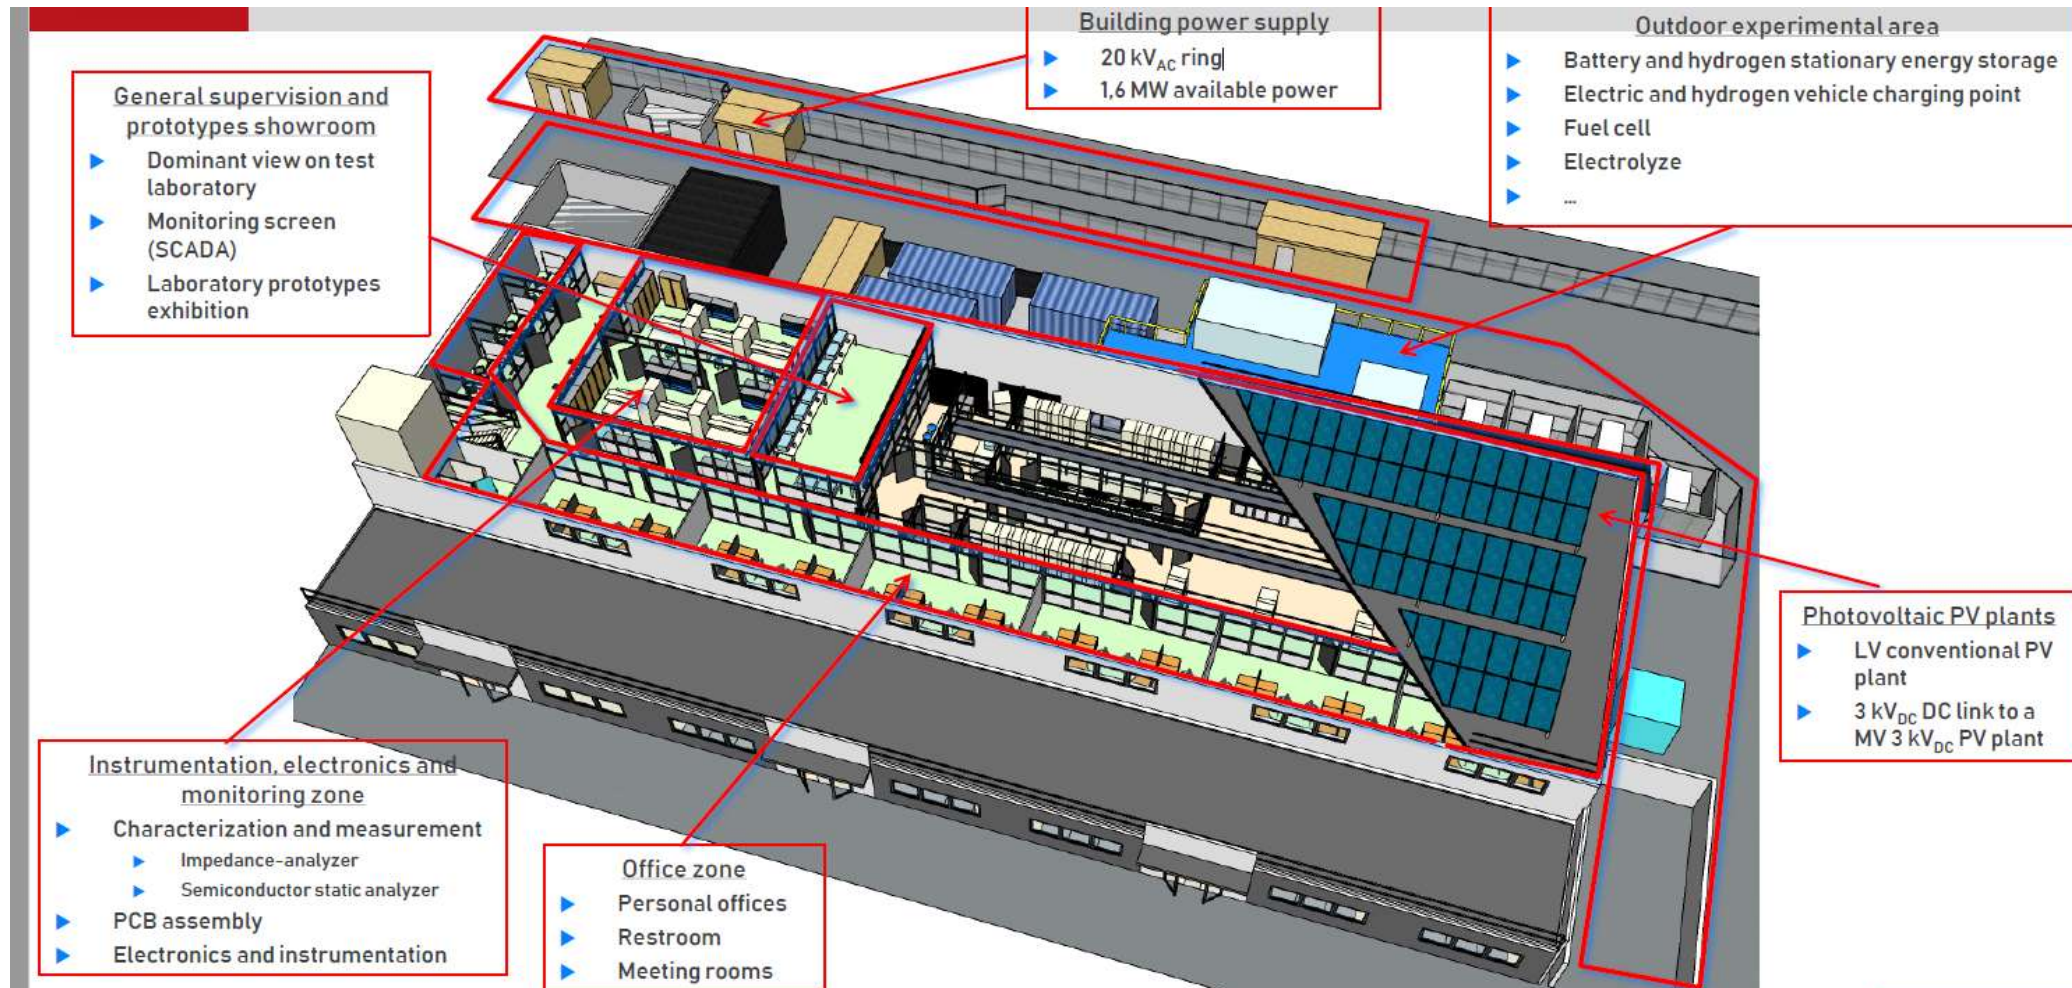 General supervision and
prototypes showroom
Dominant view on test
laboratory
Monitoring screen
(SCADA)
Laboratory prototypes
exhibition
Building power supply
20 kVAC ring
1,6 MW available power
Outdoor experimental area
Battery and hydrogen stationary energy storage
Electric and hydrogen vehicle charging point
Fuel cell
Electrolyze
...
Photovoltaic PV plants
LV conventional PV
plant
3 kVDC DC link to a
MV 3 kVDC PV plant
Instrumentation, electronics and
monitoring zone
Characterization and measurement
Impedance-analyzer
Semiconductor static analyzer
PCB assembly
Electronics and instrumentation
Office zone
Personal offices
Restroom
Meeting rooms